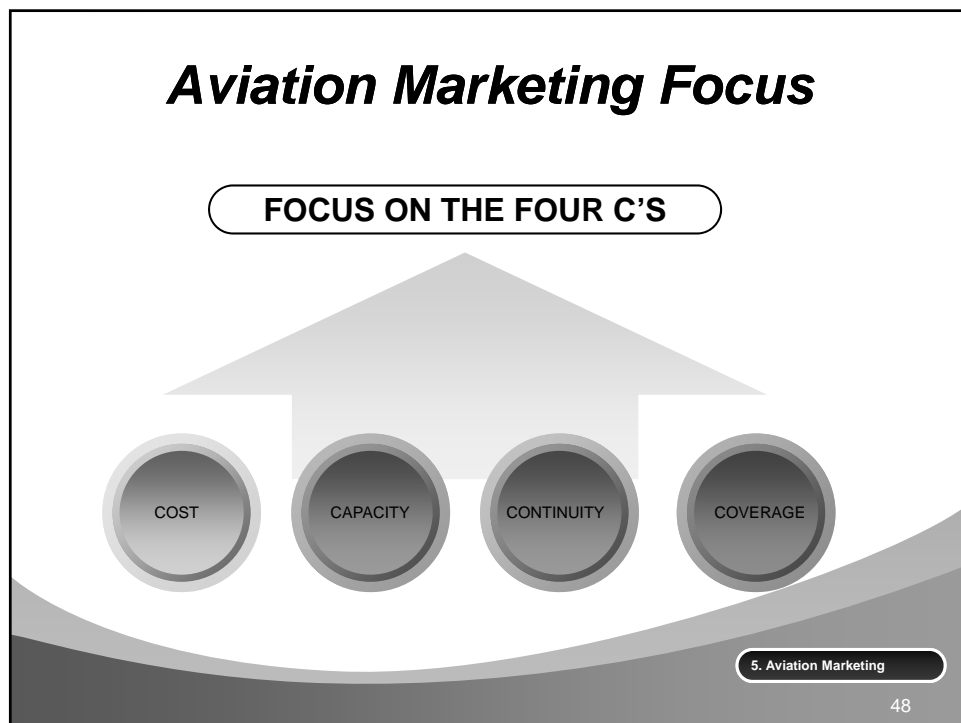 Aviation Marketing Focus
FOCUS ON THE FOUR C’S
COST
CAPACITY
CONTINUITY
COVERAGE
5. Aviation Marketing
48